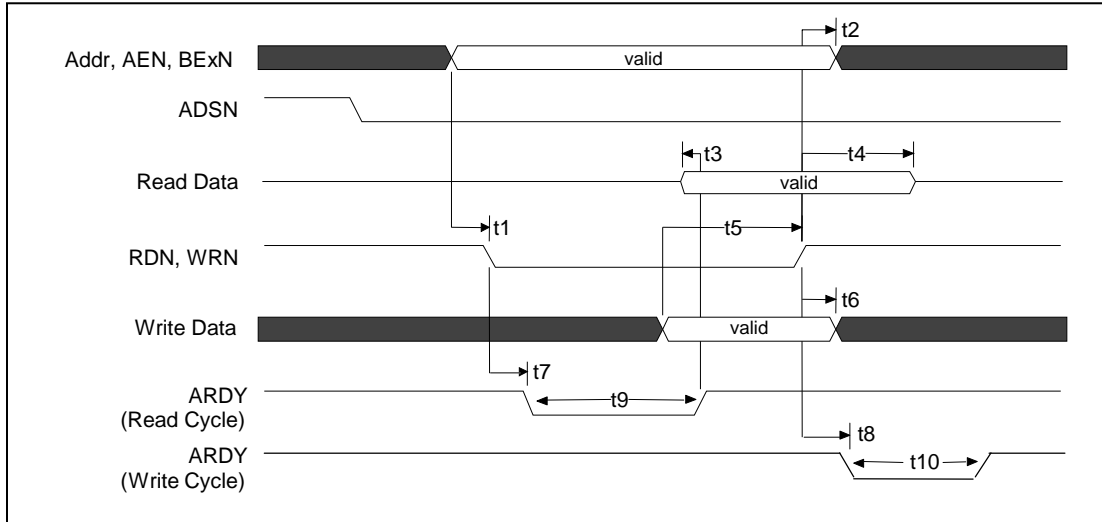 t2
Addr, AEN, BExN
valid
ADSN
t3
t4
Read Data
valid
t1
t5
RDN, WRN
t6
Write Data
valid
t7
ARDY
(Read Cycle)
t9
t8
ARDY
(Write Cycle)
t10